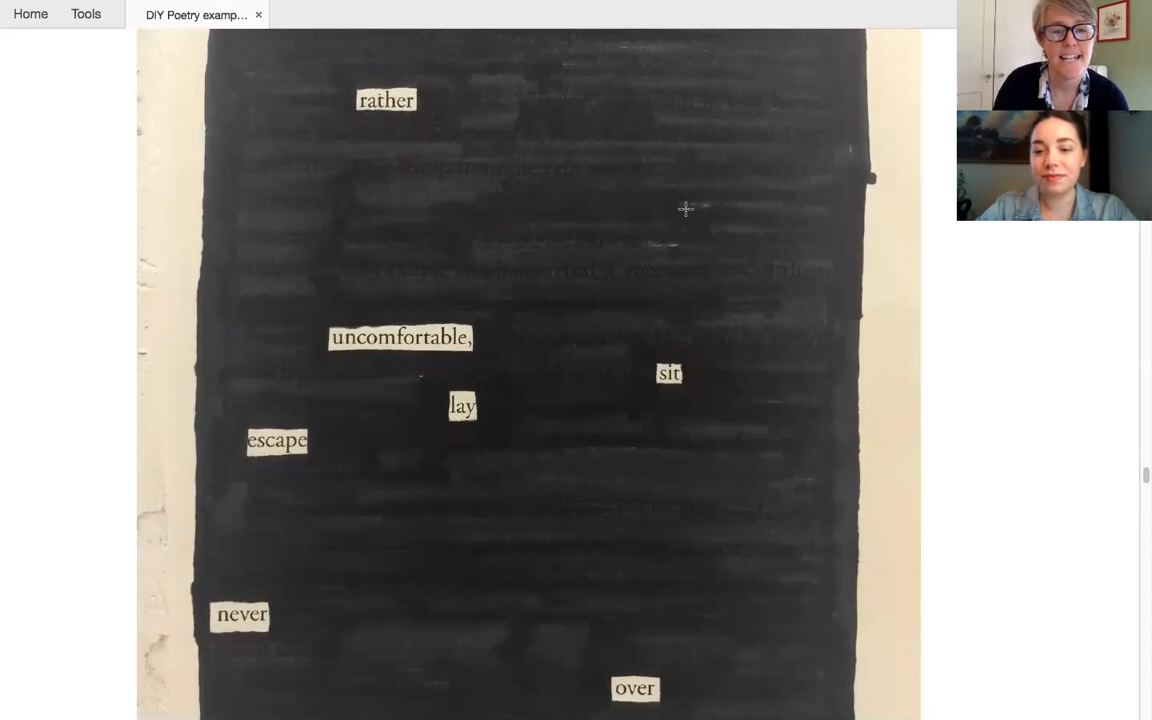 Home Tools DIY Poetry examp... ×
rather
uncomfortable,
sit
lay
escape
never
over